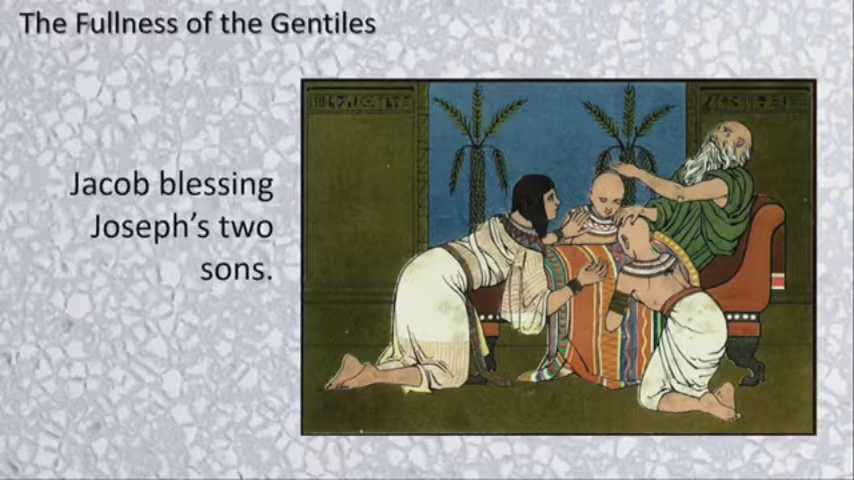 The Fullness of the Gentiles
Jacob blessing
Joseph's two
sons.